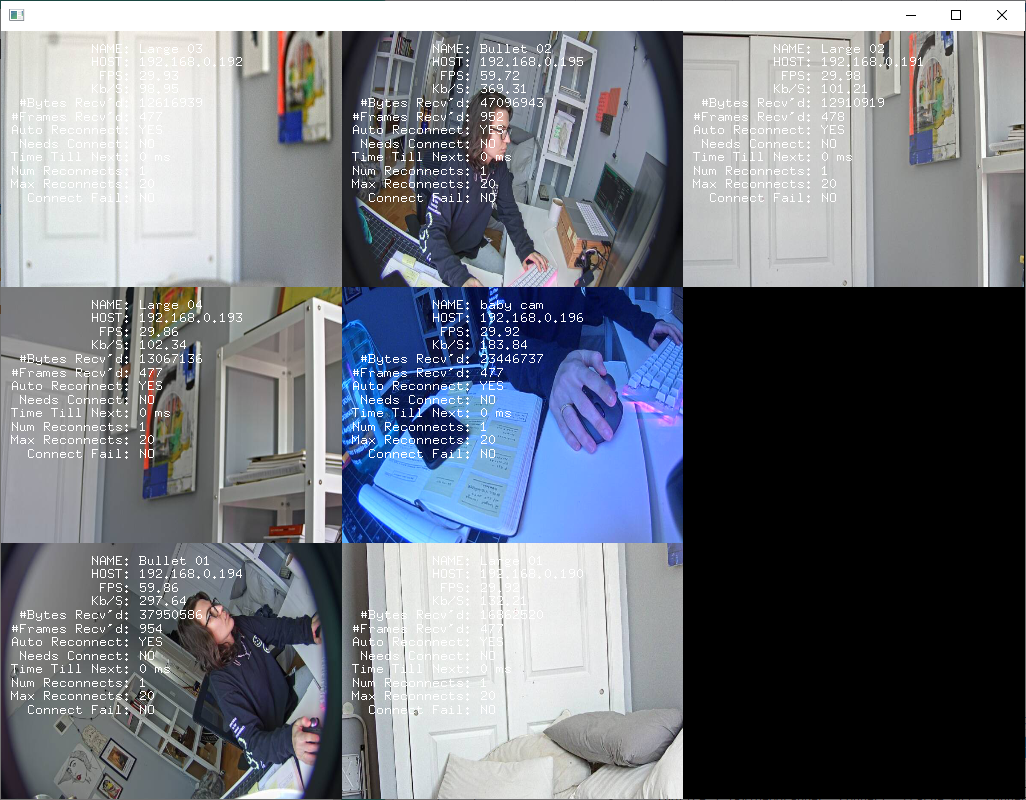 NAME: Large 03
HOST: 192.168.0.192
FPS: 29.93
Kb/S: 98.95
#Bytes Recv'd: 12616939
#Frames Recv'd: 477
Auto Reconnect: YES
Needs Connect: NO
Time Till Next: 0 ms
Num Reconnects: 1
Max Reconnects: 20
Connect Fail: NO
NAME: Bullet 02
HOST: 192.168.0.195
FPS: 59.72
Kb/S: 369.31
#Bytes Recv'd: 47096943
#Frames Recv'd: 952
Auto Reconnect: YES
Needs Connect: NO
Time Till Next: 0 ms
Num Reconnects: 1
Max Reconnects: 20
Connect Fail: NO
NAME: Large 02
HOST: 192.168.0.191
FPS: 29.98
Kb/S: 101.21
#Bytes Recv'd: 12910919
#Frames Recv'd: 478
Auto Reconnect: YES
Needs Connect: NO
Time Till Next: 0 ms
Num Reconnects: 1
Max Reconnects: 20
Connect Fail: NO
NAME: Large 04
HOST: 192.168.0.193
FPS: 29.86
Kb/S: 102.34
#Bytes Recv'd: 13067136
#Frames Recv'd: 477
Auto Reconnect: YES
Needs Connect: NO
Time Till Next: 0 ms
Num Reconnects: 1
Max Reconnects: 20
Connect Fail: NO
NAME: baby cam
HOST: 192.168.0.196
FPS: 29.92
Kb/S: 183.84
#Bytes Recv'd: 23446737
#Frames Recv'd: 477
Auto Reconnect: YES
Needs Connect: NO
Time Till Next: 0 ms
Num Reconnects: 1
Max Reconnects: 20
Connect Fail: NO
NAME: Bullet 01
HOST: 192.168.0.194
FPS: 59.86
Kb/S: 297.64
#Bytes Recv'd: 37950586
#Frames Recv'd: 954
Auto Reconnect: YES
Needs Connect: NO
Time Till Next: 0 ms
Num Reconnects: 1
Max Reconnects: 20
Connect Fail: NO
NAME: Large 01
HOST: 192.168.0.190
FPS:
Kb/S:
#Bytes Recv'd:
#Frames Recv'd: 477
Auto Reconnect: YES
Needs Connect: NO
Time Till Next: 0 ms
Num Reconnects: 1
Max Reconnects: 20
Connect Fail: NO